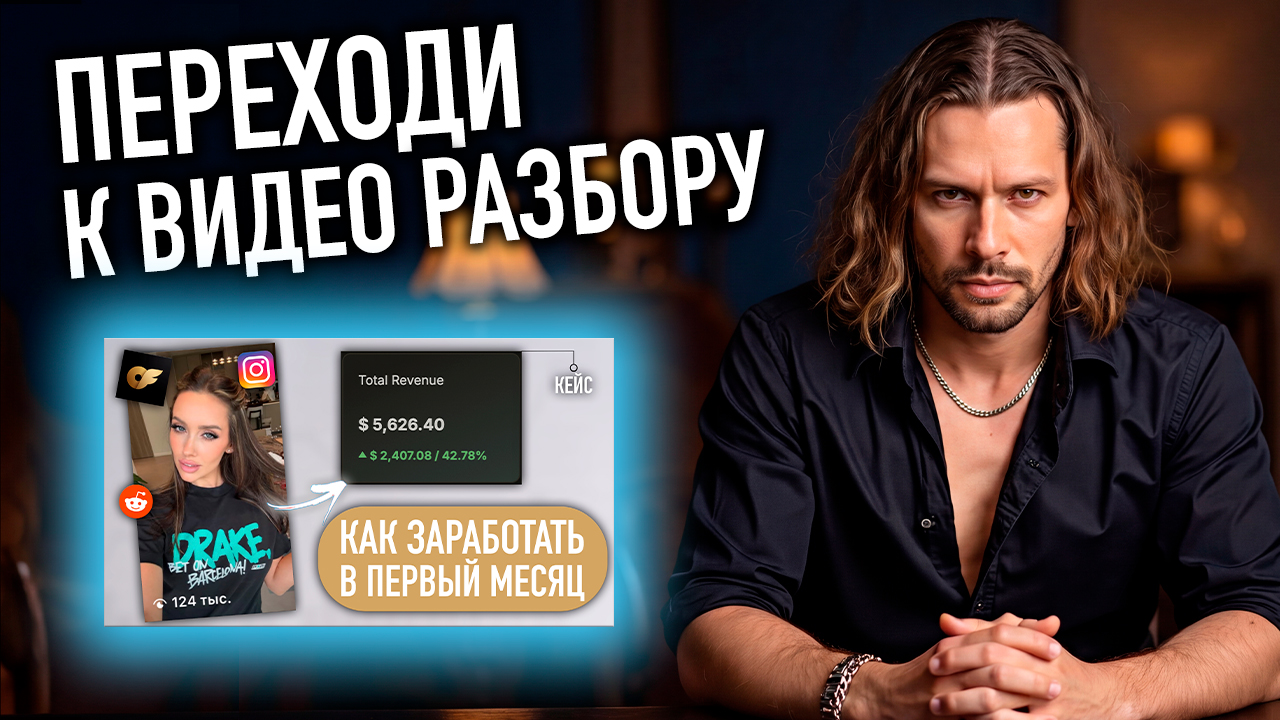 ПЕРЕХОДИ
К ВИДЕО РАЗБОРУ
Total Revenue
$ 5,626.40
$ 2,407.08 / 42.78%
КЕЙС
DRAKE,
BET ON
BARCELONA!
124 тыс.
КАК ЗАРАБОТАТЬ
В ПЕРВЫЙ МЕСЯЦ